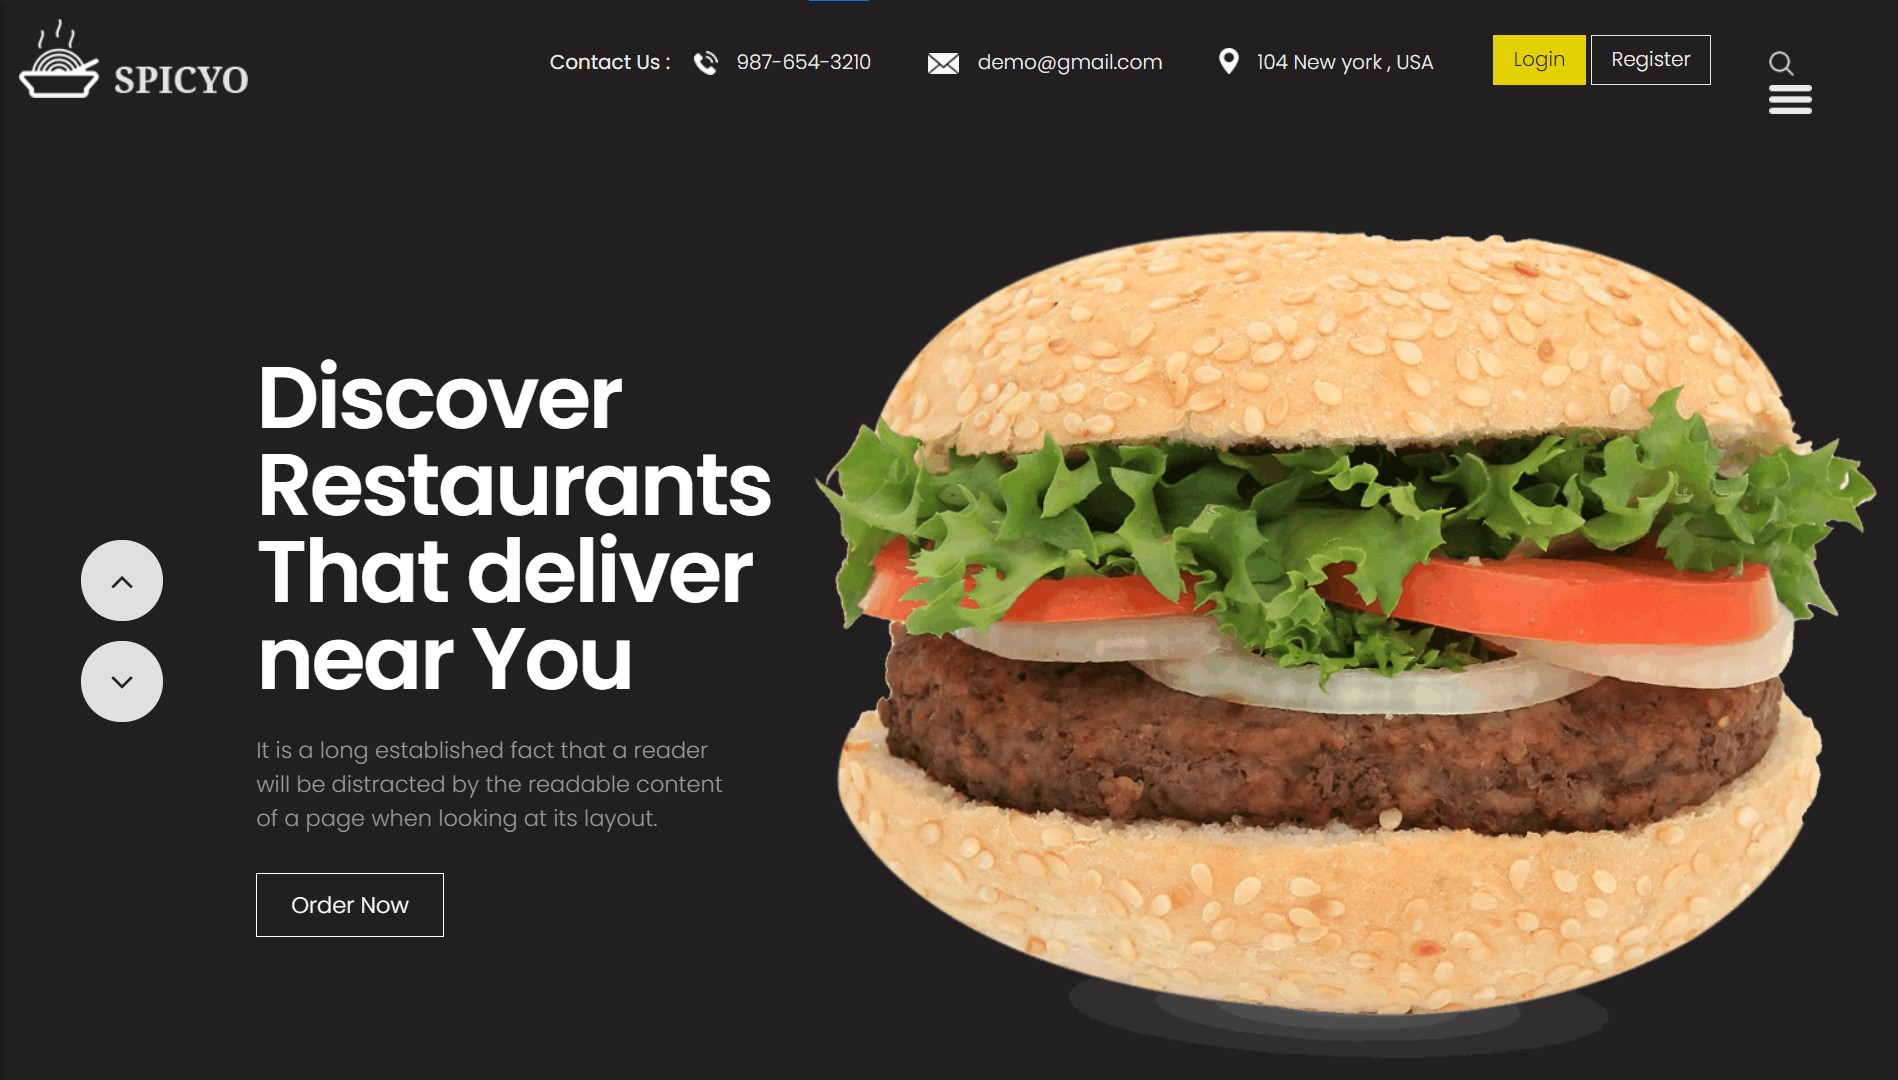 SPICYO
Contact Us : 987-654-3210 demo@gmail.com 104 New york , USA Login Register
Discover
Restaurants
That deliver
near You
It is a long established fact that a reader
will be distracted by the readable content
of a page when looking at its layout.
Order Now